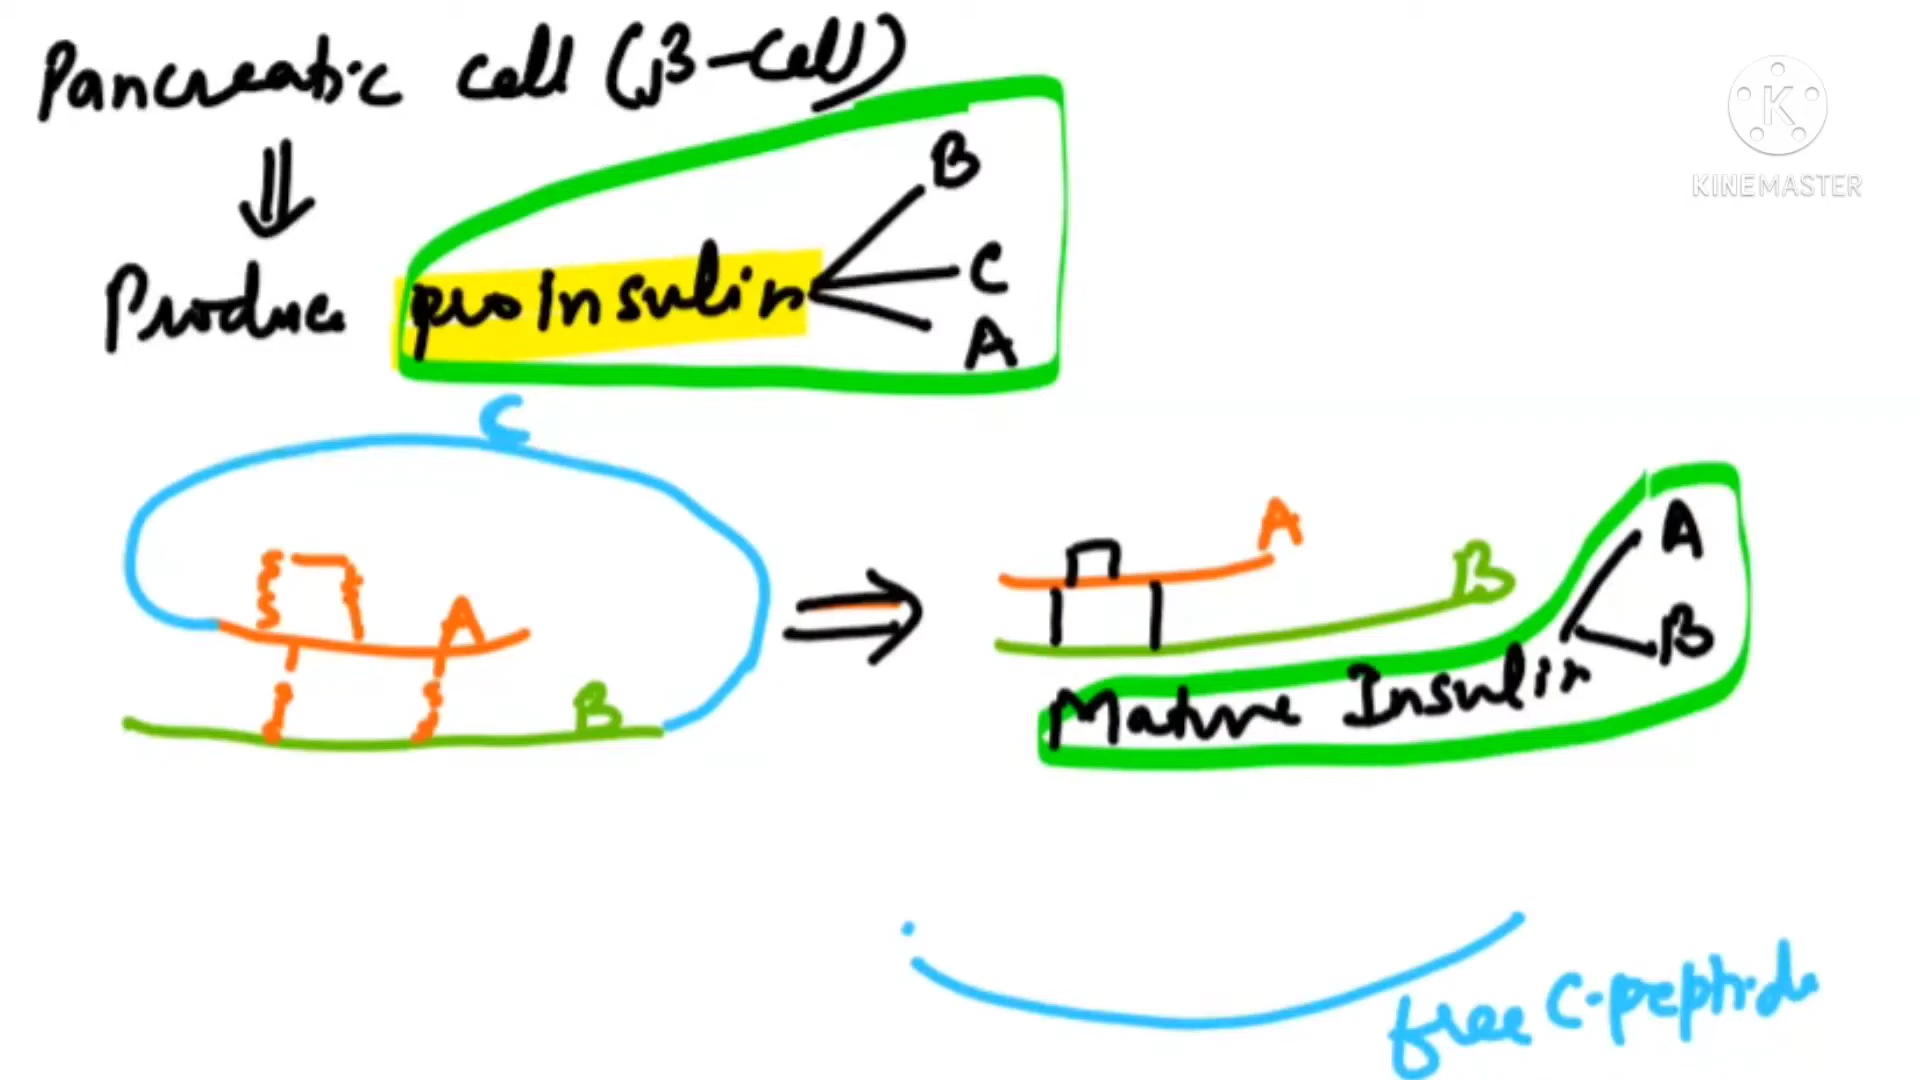 Pancreatic cell (β-Cell)
K
KINEMASTER
B
Produce proInsulin C
A
C
A
B
A
B
A
B
Mature Insulin
free C-peptide